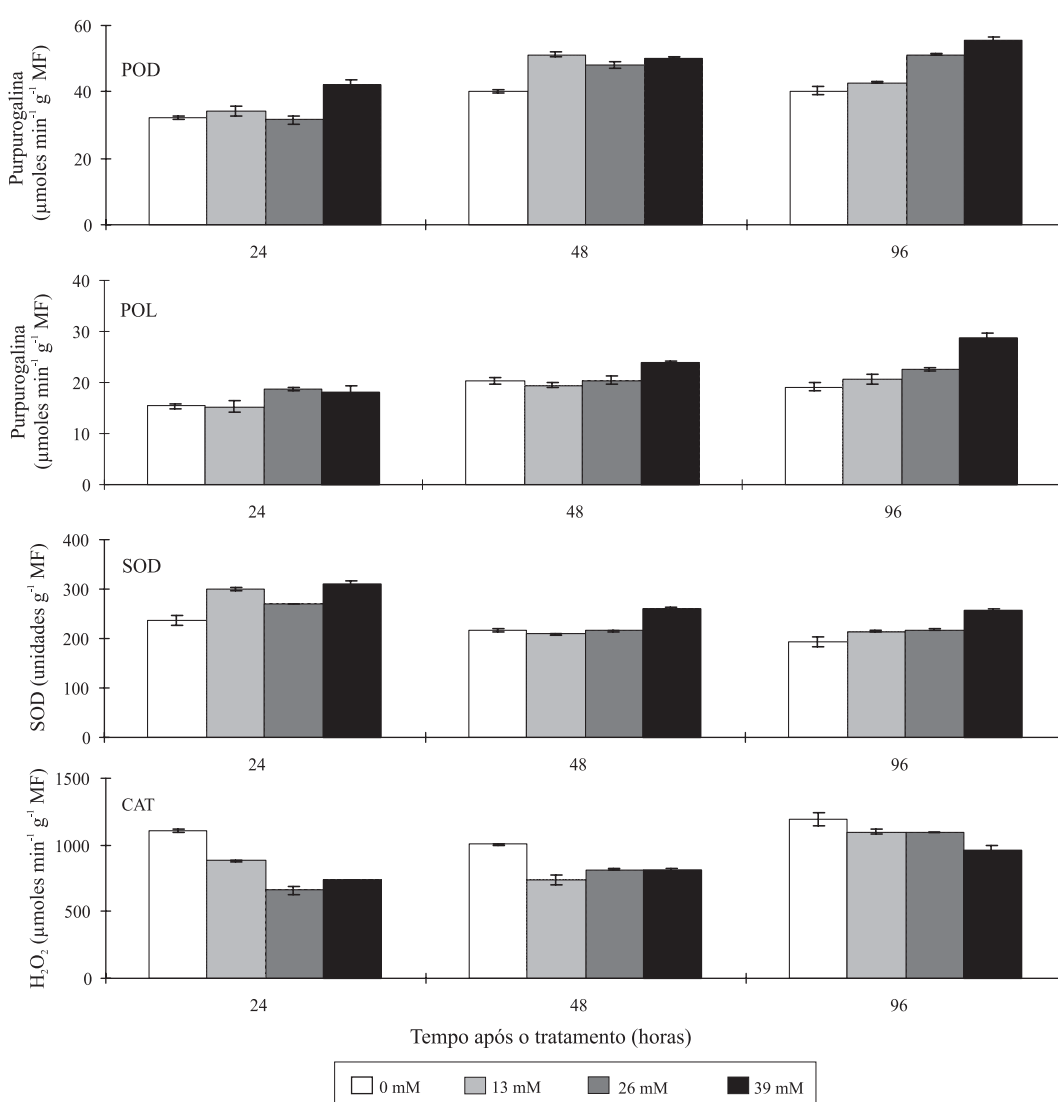 Purpurogalina
(µmoles min⁻¹ g⁻¹ MF)
60
40
20
0
POD
24 48 96
Purpurogalina
(µmoles min⁻¹ g⁻¹ MF)
40
30
20
10
0
POL
24 48 96
SOD (unidades g⁻¹ MF)
400
300
200
100
0
SOD
24 48 96
H₂O₂ (µmoles min⁻¹ g⁻¹ MF)
1500
1000
500
0
CAT
24 48 96
Tempo após o tratamento (horas)
0 mM 13 mM 26 mM 39 mM